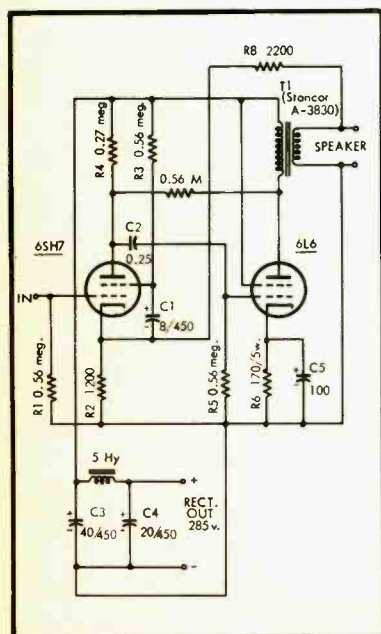 R8 2200
T1
(Stancor
A-3830)
SPEAKER
R4 0.27 meg.
R3 0.56 meg.
0.56 M
C2
0.25
6SH7
6L6
IN
C1
8/450
R1 0.56 meg.
R2 1200
R5 0.56 meg.
R6 170/5w.
C5
100
5 Hy
+
RECT.
OUT
285 v.
-
C3
40/450
C4
20/450